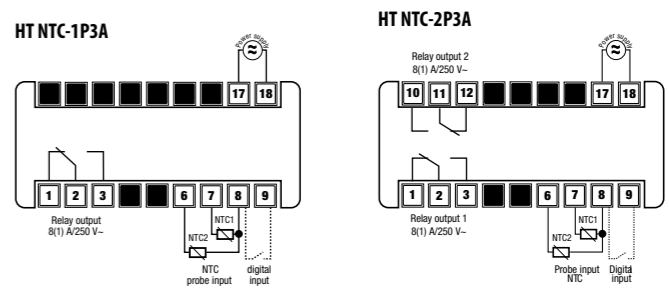 HT NTC-1P3A
Power supply
17 18
1 2 3 6 7 8 9
Relay output
8(1) A/250 V~
NTC1
NTC2
NTC
probe input
digital
input
HT NTC-2P3A
Relay output 2
8(1) A/250 V~
Power supply
10 11 12 17 18
1 2 3 6 7 8 9
Relay output 1
8(1) A/250 V~
NTC1
NTC2
Probe input
NTC
Digital
Input